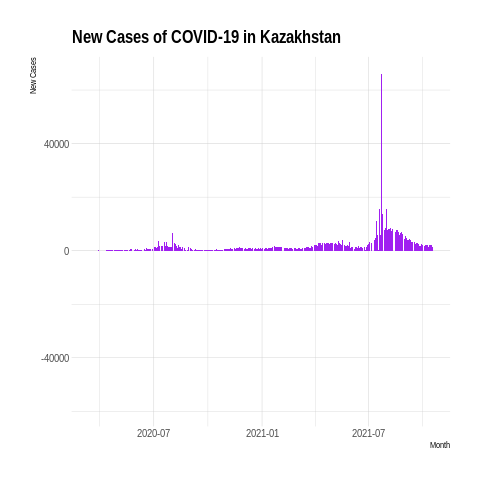 New Cases of COVID-19 in Kazakhstan
New Cases
40000
0
-40000
2020-07
2021-01
2021-07
Month